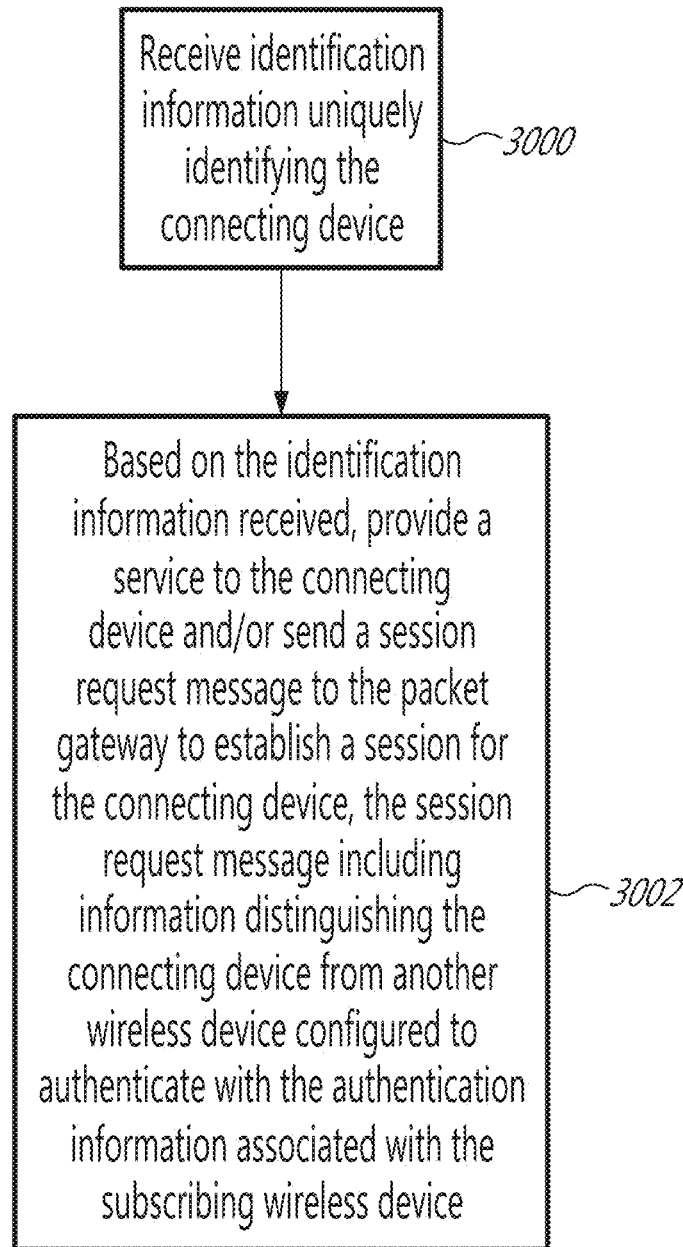 Receive identification
information uniquely
identifying the
connecting device
3000
Based on the identification
information received, provide a
service to the connecting
device and/or send a session
request message to the packet
gateway to establish a session for
the connecting device, the session
request message including
information distinguishing the
connecting device from another
wireless device configured to
authenticate with the authentication
information associated with the
subscribing wireless device
3002